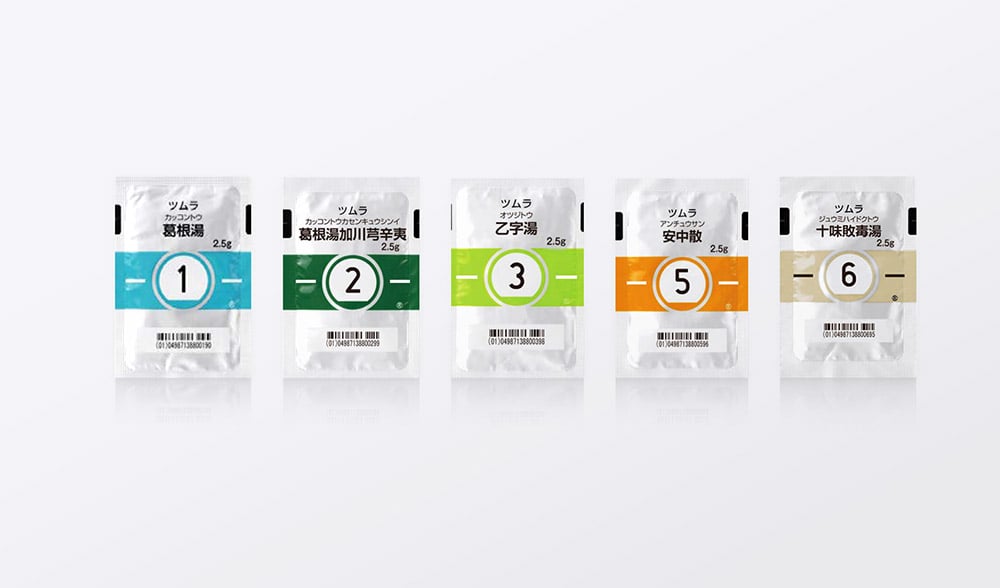 ツムラ
カッコントウ
葛根湯
2.5g
1
(01)04987138800190
ツムラ
カッコントウカセンキュウシンイ
葛根湯加川芎辛夷
2.5g
2
®
(01)04987138800299
ツムラ
オツジトウ
乙字湯
2.5g
3
(01)04987138800398
ツムラ
アンチュウサン
安中散
2.5g
5
®
(01)04987138800596
ツムラ
ジュウミハイドクトウ
十味敗毒湯
2.5g
6
®
(01)04987138800695